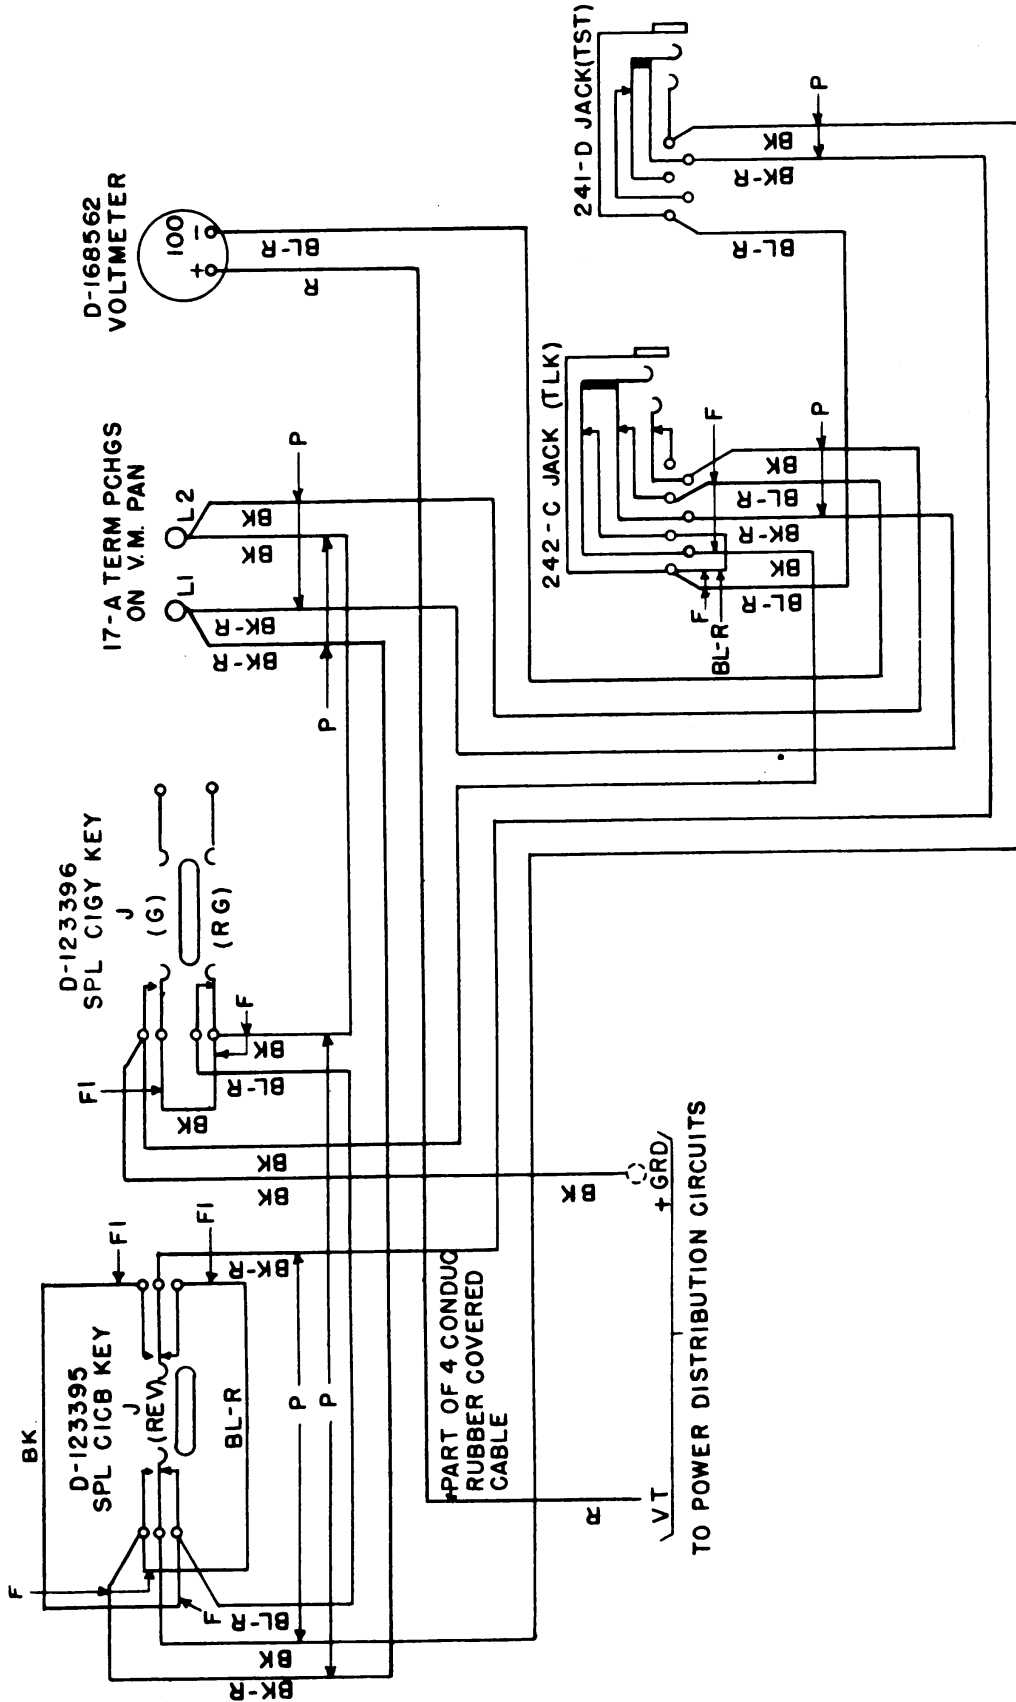 D-123395
SPL CICB KEY
J
(REV)
BK
BL-R
F
F
F1
F1
BK-R
BK
BL-R
BK-R
P
P
D-123396
SPL CIGY KEY
J
(G)
(RG)
F1
F
BK
BK
BL-R
BK
BK
BK
+ GRD
VT
R
TO POWER DISTRIBUTION CIRCUITS
PART OF 4 CONDUC
RUBBER COVERED
CABLE
17-A TERM PCHGS
ON V.M. PAN
L1
L2
BK-R
BK-R
BK
BK
P
P
D-168562
VOLTMETER
100
+
-
R
BL-R
242-C JACK (TLK)
F
BL-R
BL-R
BK
BK-R
BL-R
BK
F
P
241-D JACK(TST)
BL-R
BK-R
BK
P